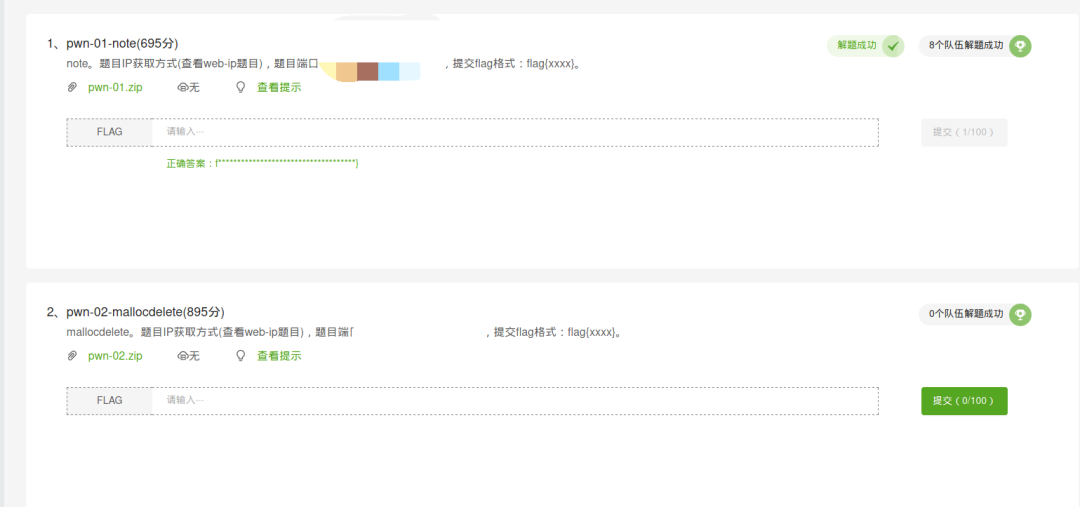 1、pwn-01-note(695分)
解题成功
8个队伍解题成功
note。题目IP获取方式(查看web-ip题目)，题目端口
，提交flag格式：flag{xxxx}。
pwn-01.zip
无
查看提示
FLAG
请输入...
提交（1/100）
正确答案：f***********************************}
2、pwn-02-mallocdelete(895分)
0个队伍解题成功
mallocdelete。题目IP获取方式(查看web-ip题目)，题目端
，提交flag格式：flag{xxxx}。
pwn-02.zip
无
查看提示
FLAG
请输入...
提交（0/100）